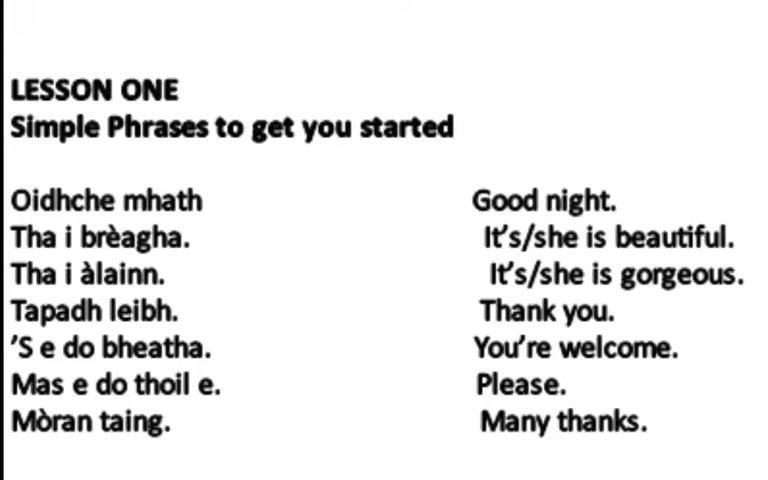 LESSON ONE
Simple Phrases to get you started
Oidhche mhath Good night.
Tha i brèagha. It's/she is beautiful.
Tha i àlainn. It's/she is gorgeous.
Tapadh leibh. Thank you.
'S e do bheatha. You're welcome.
Mas e do thoil e. Please.
Mòran taing. Many thanks.